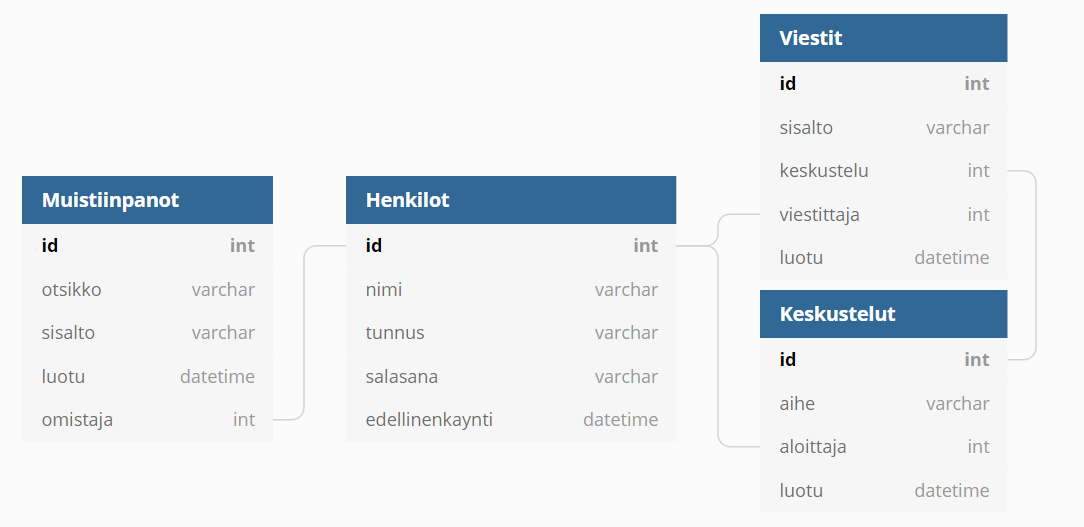 Muistiinpanot
id int
otsikko varchar
sisalto varchar
luotu datetime
omistaja int
Henkilot
id int
nimi varchar
tunnus varchar
salasana varchar
edellinenkaynti datetime
Viestit
id int
sisalto varchar
keskustelu int
viestittaja int
luotu datetime
Keskustelut
id int
aihe varchar
aloittaja int
luotu datetime